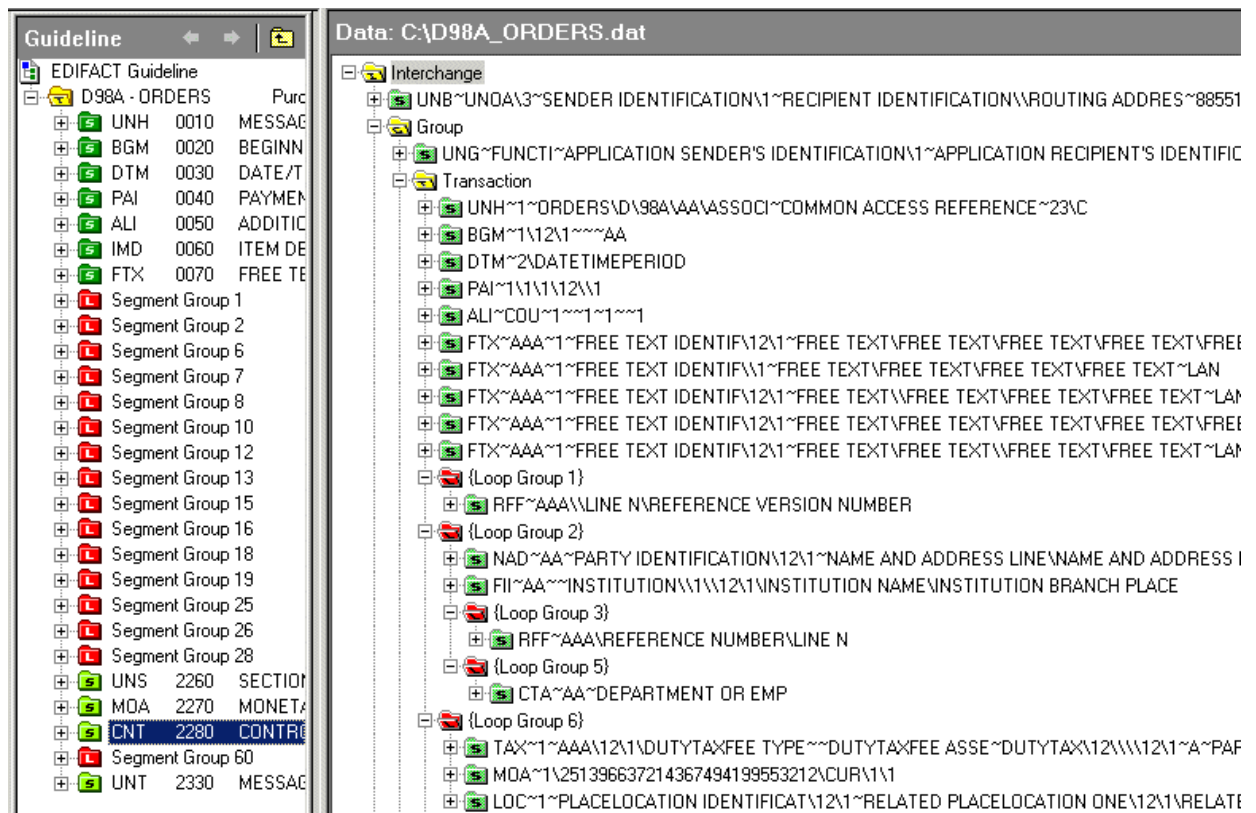 Guideline
EDIFACT Guideline
D98A - ORDERS Purc
UNH 0010 MESSAG
BGM 0020 BEGINN
DTM 0030 DATE/T
PAI 0040 PAYMEN
ALI 0050 ADDITIC
IMD 0060 ITEM DE
FTX 0070 FREE TE
Segment Group 1
Segment Group 2
Segment Group 6
Segment Group 7
Segment Group 8
Segment Group 10
Segment Group 12
Segment Group 13
Segment Group 15
Segment Group 16
Segment Group 18
Segment Group 19
Segment Group 25
Segment Group 26
Segment Group 28
UNS 2260 SECTION
MOA 2270 MONETA
CNT 2280 CONTRO
Segment Group 60
UNT 2330 MESSAG
Data: C:\D98A_ORDERS.dat
Interchange
UNB~UNOA\3~SENDER IDENTIFICATION\1~RECIPIENT IDENTIFICATION\\ROUTING ADDRES~88551
Group
UNG~FUNCTI~APPLICATION SENDER'S IDENTIFICATION\1~APPLICATION RECIPIENT'S IDENTIFIC
Transaction
UNH~1~ORDERS\D\98A\AA\ASSOCI~COMMON ACCESS REFERENCE~23\C
BGM~1\12\1~~~AA
DTM~2\DATETIMEPERIOD
PAI~1\1\1\12\\1
ALI~COU~1~~1~1~~1
FTX~AAA~1~FREE TEXT IDENTIF\12\1~FREE TEXT\FREE TEXT\FREE TEXT\FREE TEXT\FREE
FTX~AAA~1~FREE TEXT IDENTIF\\1~FREE TEXT\FREE TEXT\FREE TEXT\FREE TEXT~LAN
FTX~AAA~1~FREE TEXT IDENTIF\12\1~FREE TEXT\\FREE TEXT\FREE TEXT\FREE TEXT~LAN
FTX~AAA~1~FREE TEXT IDENTIF\12\1~FREE TEXT\FREE TEXT\FREE TEXT\FREE TEXT\FREE
FTX~AAA~1~FREE TEXT IDENTIF\12\1~FREE TEXT\FREE TEXT\\FREE TEXT\FREE TEXT~LAN
{Loop Group 1}
RFF~AAA\\LINE N\REFERENCE VERSION NUMBER
{Loop Group 2}
NAD~AA~PARTY IDENTIFICATION\12\1~NAME AND ADDRESS LINE\NAME AND ADDRESS
FII~AA~~INSTITUTION\\1\\12\1\INSTITUTION NAME\INSTITUTION BRANCH PLACE
{Loop Group 3}
RFF~AAA\REFERENCE NUMBER\LINE N
{Loop Group 5}
CTA~AA~DEPARTMENT OR EMP
{Loop Group 6}
TAX~1~AAA\12\1\DUTYTAXFEE TYPE~~DUTYTAXFEE ASSE~DUTYTAX\12\\\\12\1~A~PAR
MOA~1\2513966372143674941995532​12\CUR\1\1
LOC~1~PLACELOCATION IDENTIFICAT\12\1~RELATED PLACELOCATION ONE\12\1\RELATE